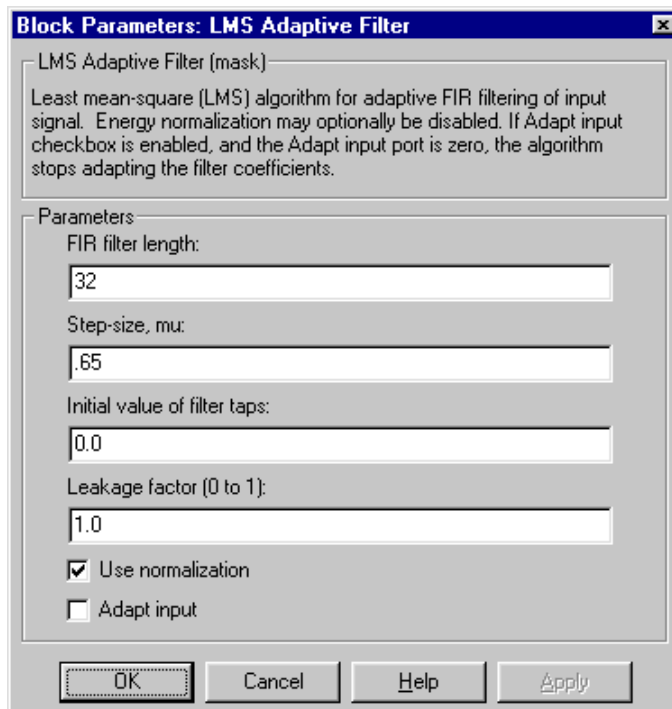 Block Parameters: LMS Adaptive Filter
LMS Adaptive Filter (mask)
Least mean-square (LMS) algorithm for adaptive FIR filtering of input
signal.  Energy normalization may optionally be disabled. If Adapt input
checkbox is enabled, and the Adapt input port is zero, the algorithm
stops adapting the filter coefficients.
Parameters
FIR filter length:
32
Step-size, mu:
.65
Initial value of filter taps:
0.0
Leakage factor (0 to 1):
1.0
Use normalization
Adapt input
OK Cancel Help Apply